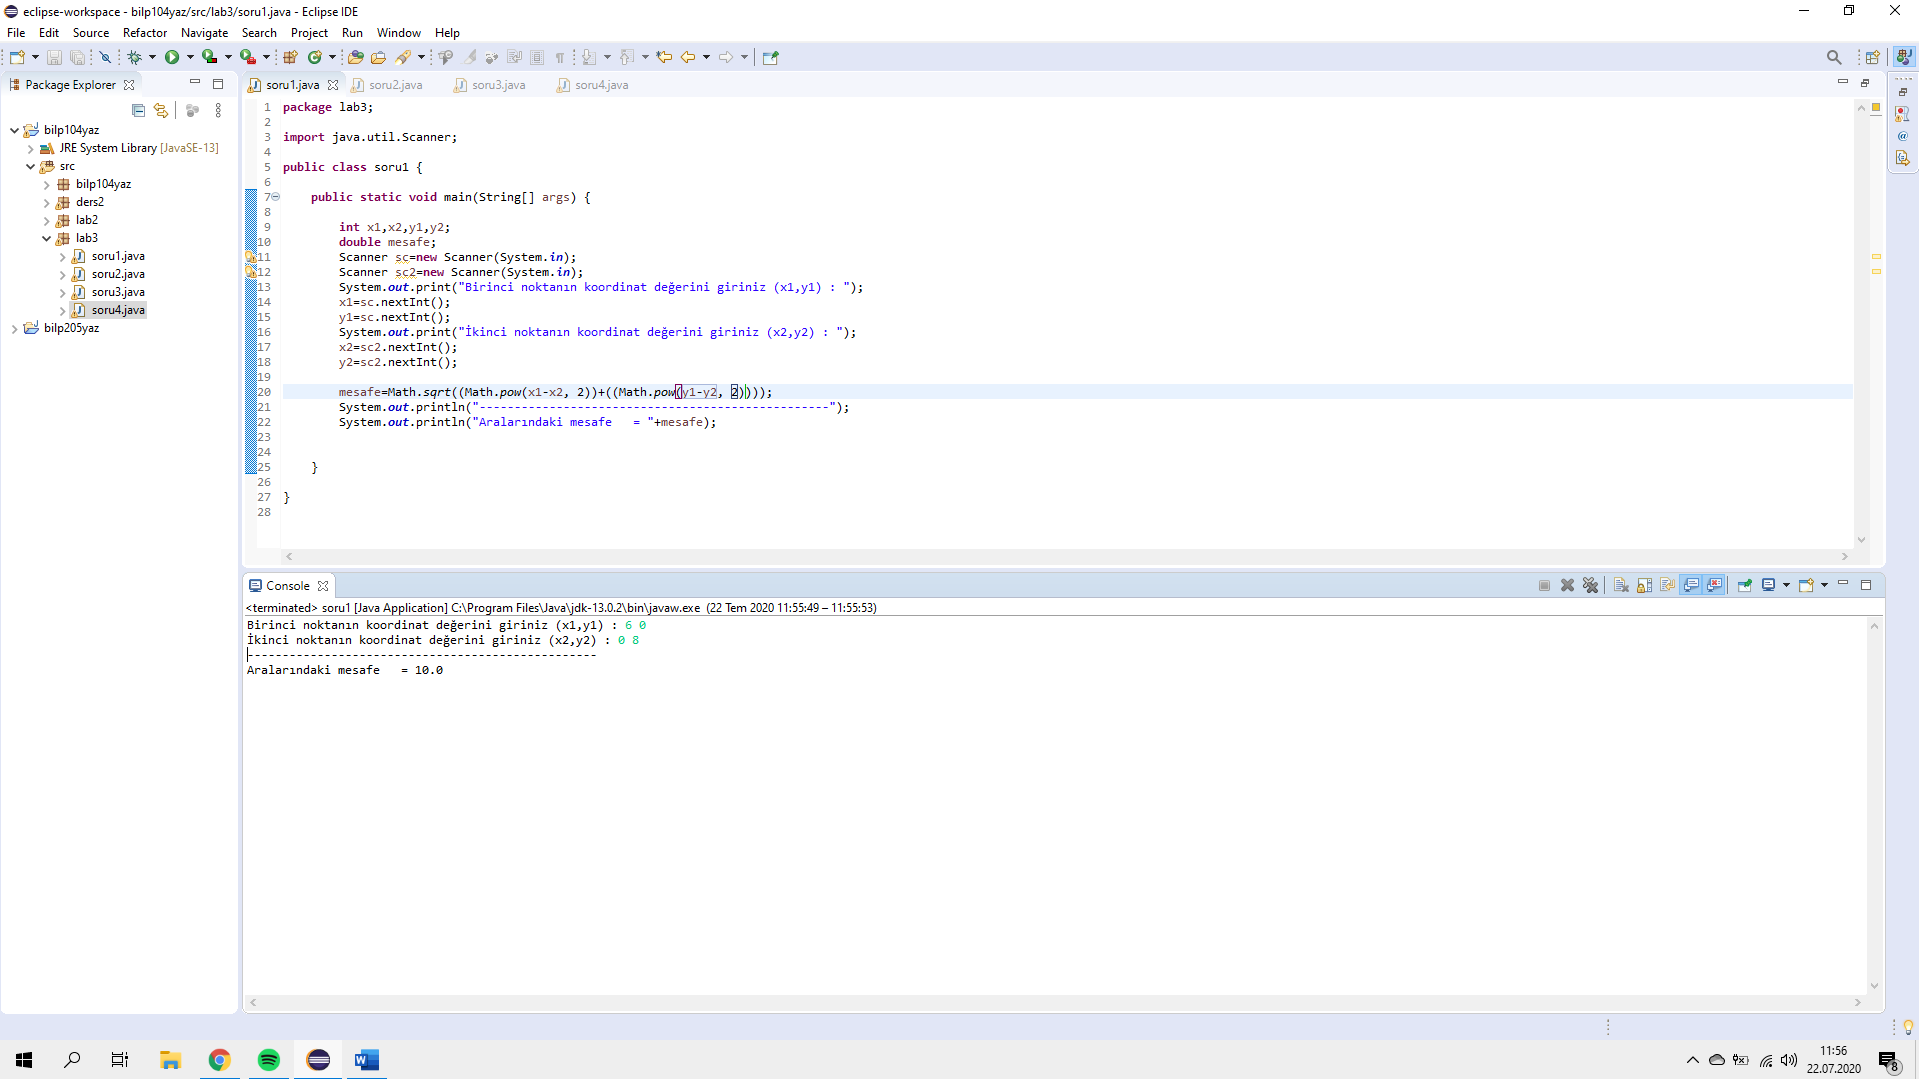 eclipse-workspace - bilp104yaz/src/lab3/soru1.java - Eclipse IDE
File Edit Source Refactor Navigate Search Project Run Window Help
Package Explorer
bilp104yaz
JRE System Library [JavaSE-13]
src
bilp104yaz
ders2
lab2
lab3
soru1.java
soru2.java
soru3.java
soru4.java
bilp205yaz
soru1.java soru2.java soru3.java soru4.java
1 package lab3;
2
3 import java.util.Scanner;
4
5 public class soru1 {
6
7 public static void main(String[] args) {
8
9 int x1,x2,y1,y2;
10 double mesafe;
11 Scanner sc=new Scanner(System.in);
12 Scanner sc2=new Scanner(System.in);
13 System.out.print("Birinci noktanın koordinat değerini giriniz (x1,y1) : ");
14 x1=sc.nextInt();
15 y1=sc.nextInt();
16 System.out.print("İkinci noktanın koordinat değerini giriniz (x2,y2) : ");
17 x2=sc2.nextInt();
18 y2=sc2.nextInt();
19
20 mesafe=Math.sqrt((Math.pow(x1-x2, 2))+((Math.pow(y1-y2, 2))));
21 System.out.println("--------------------------------------------------");
22 System.out.println("Aralarındaki mesafe   = "+mesafe);
23
24
25 }
26
27 }
28
Console
<terminated> soru1 [Java Application] C:\Program Files\Java\jdk-13.0.2\bin\javaw.exe (22 Tem 2020 11:55:49 – 11:55:53)
Birinci noktanın koordinat değerini giriniz (x1,y1) : 6 0
İkinci noktanın koordinat değerini giriniz (x2,y2) : 0 8
--------------------------------------------------
Aralarındaki mesafe   = 10.0
11:56
22.07.2020
8